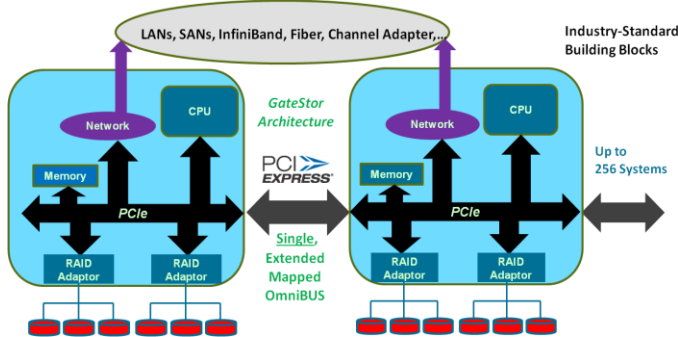 LANs, SANs, InfiniBand, Fiber, Channel Adapter,...
Industry-Standard
Building Blocks
GateStor
Architecture
CPU
Network
Memory
PCIe
RAID
Adaptor
RAID
Adaptor
PCI
EXPRESS®
Single,
Extended
Mapped
OmniBUS
CPU
Network
Memory
PCIe
RAID
Adaptor
RAID
Adaptor
Up to
256 Systems